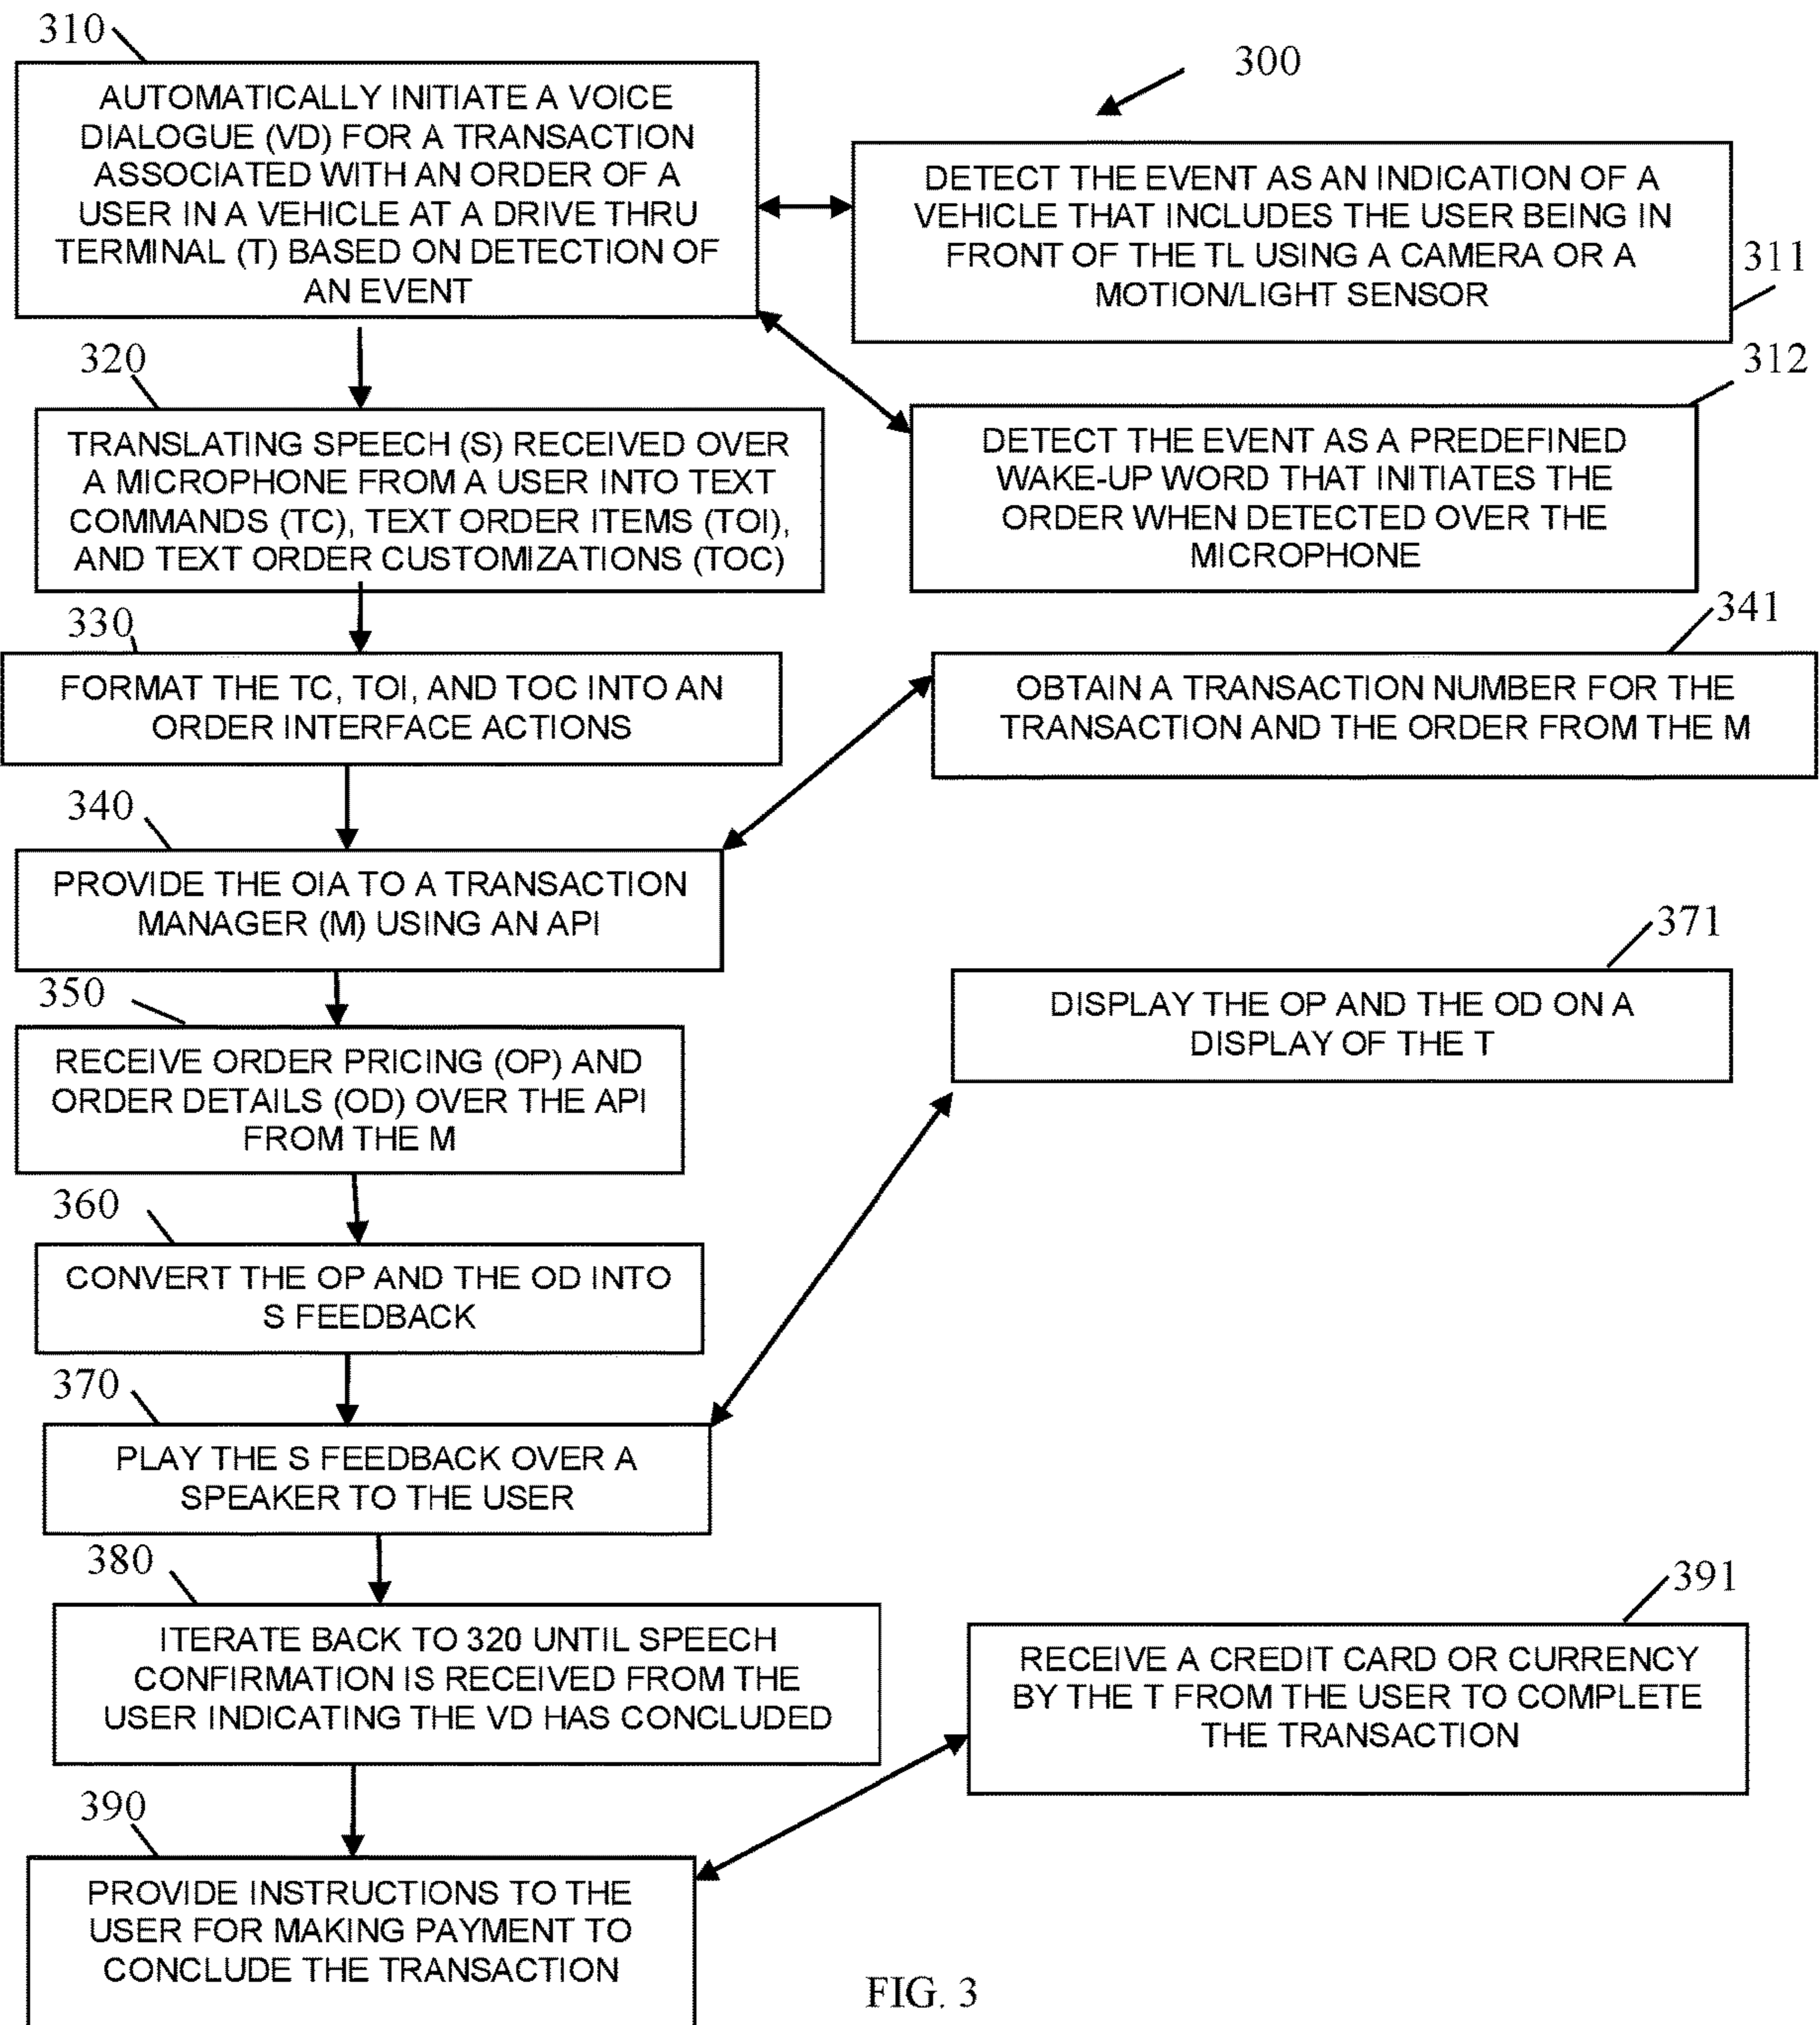 310
AUTOMATICALLY INITIATE A VOICE
DIALOGUE (VD) FOR A TRANSACTION
ASSOCIATED WITH AN ORDER OF A
USER IN A VEHICLE AT A DRIVE THRU
TERMINAL (T) BASED ON DETECTION OF
AN EVENT
300
DETECT THE EVENT AS AN INDICATION OF A
VEHICLE THAT INCLUDES THE USER BEING IN
FRONT OF THE TL USING A CAMERA OR A
MOTION/LIGHT SENSOR
311
312
DETECT THE EVENT AS A PREDEFINED
WAKE-UP WORD THAT INITIATES THE
ORDER WHEN DETECTED OVER THE
MICROPHONE
320
TRANSLATING SPEECH (S) RECEIVED OVER
A MICROPHONE FROM A USER INTO TEXT
COMMANDS (TC), TEXT ORDER ITEMS (TOI),
AND TEXT ORDER CUSTOMIZATIONS (TOC)
330
FORMAT THE TC, TOI, AND TOC INTO AN
ORDER INTERFACE ACTIONS
341
OBTAIN A TRANSACTION NUMBER FOR THE
TRANSACTION AND THE ORDER FROM THE M
340
PROVIDE THE OIA TO A TRANSACTION
MANAGER (M) USING AN API
350
RECEIVE ORDER PRICING (OP) AND
ORDER DETAILS (OD) OVER THE API
FROM THE M
371
DISPLAY THE OP AND THE OD ON A
DISPLAY OF THE T
360
CONVERT THE OP AND THE OD INTO
S FEEDBACK
370
PLAY THE S FEEDBACK OVER A
SPEAKER TO THE USER
380
ITERATE BACK TO 320 UNTIL SPEECH
CONFIRMATION IS RECEIVED FROM THE
USER INDICATING THE VD HAS CONCLUDED
391
RECEIVE A CREDIT CARD OR CURRENCY
BY THE T FROM THE USER TO COMPLETE
THE TRANSACTION
390
PROVIDE INSTRUCTIONS TO THE
USER FOR MAKING PAYMENT TO
CONCLUDE THE TRANSACTION
FIG. 3